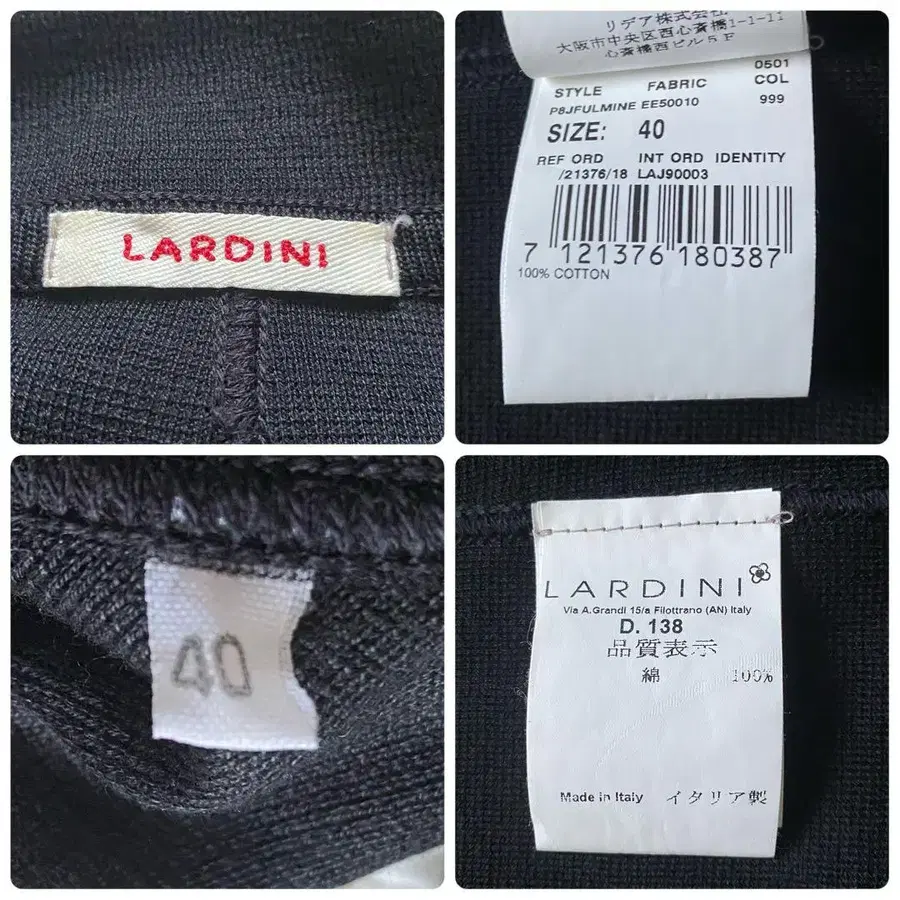 LARDINI
リデア株式会社
大阪市中央区西心斎橋1-1-11
心斎橋西ビル5F
0501
STYLE FABRIC COL
P8JFULMINE EE50010 999
SIZE: 40
REF ORD INT ORD IDENTITY
/21376/18 LAJ90003
7 121376 180387
100% COTTON
40
LARDINI
Via A.Grandi 15/a Filottrano (AN) Italy
D. 138
品質表示
綿 100%
Made in Italy イタリア製